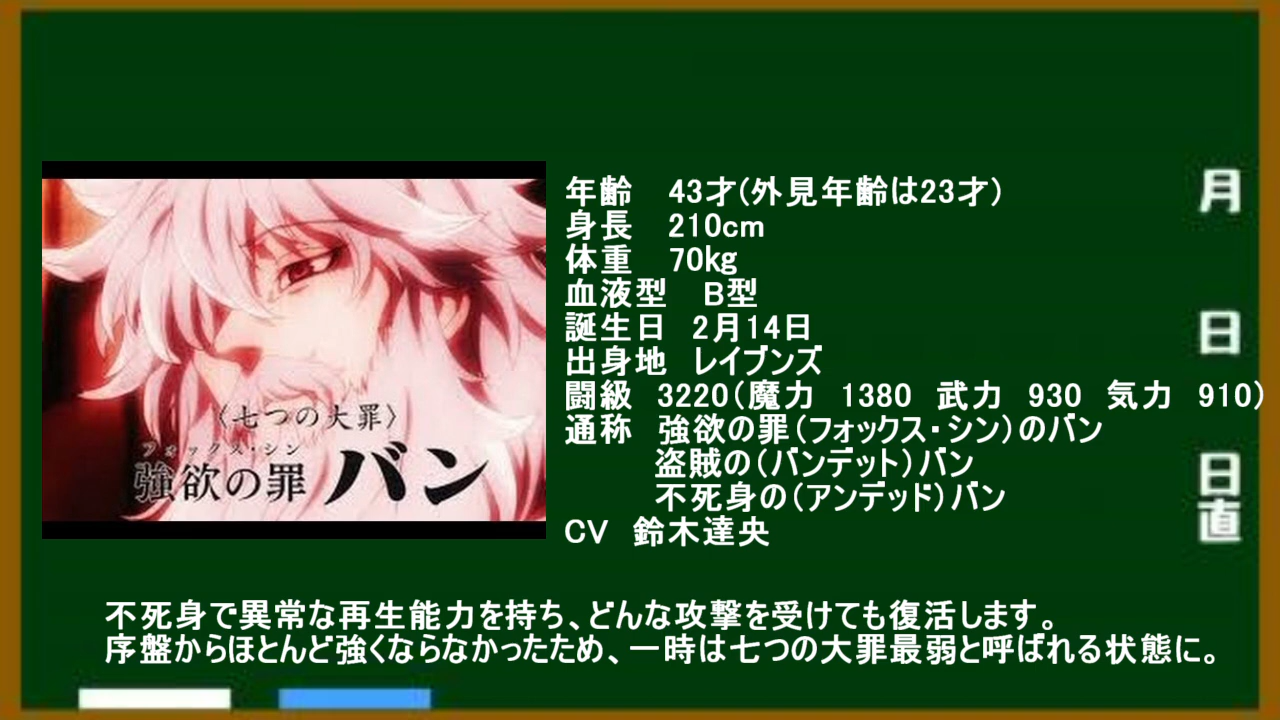 〈七つの大罪〉
フォックス・シン
強欲の罪 バン
年齢 43才(外見年齢は23才)
身長 210cm
体重 70kg
血液型 B型
誕生日 2月14日
出身地 レイブンズ
闘級 3220(魔力 1380 武力 930 気力 910)
通称 強欲の罪(フォックス・シン)のバン
盗賊の(バンデット)バン
不死身の(アンデッド)バン
CV 鈴木達央
月
日
日直
不死身で異常な再生能力を持ち、どんな攻撃を受けても復活します。
序盤からほとんど強くならなかったため、一時は七つの大罪最弱と呼ばれる状態に。